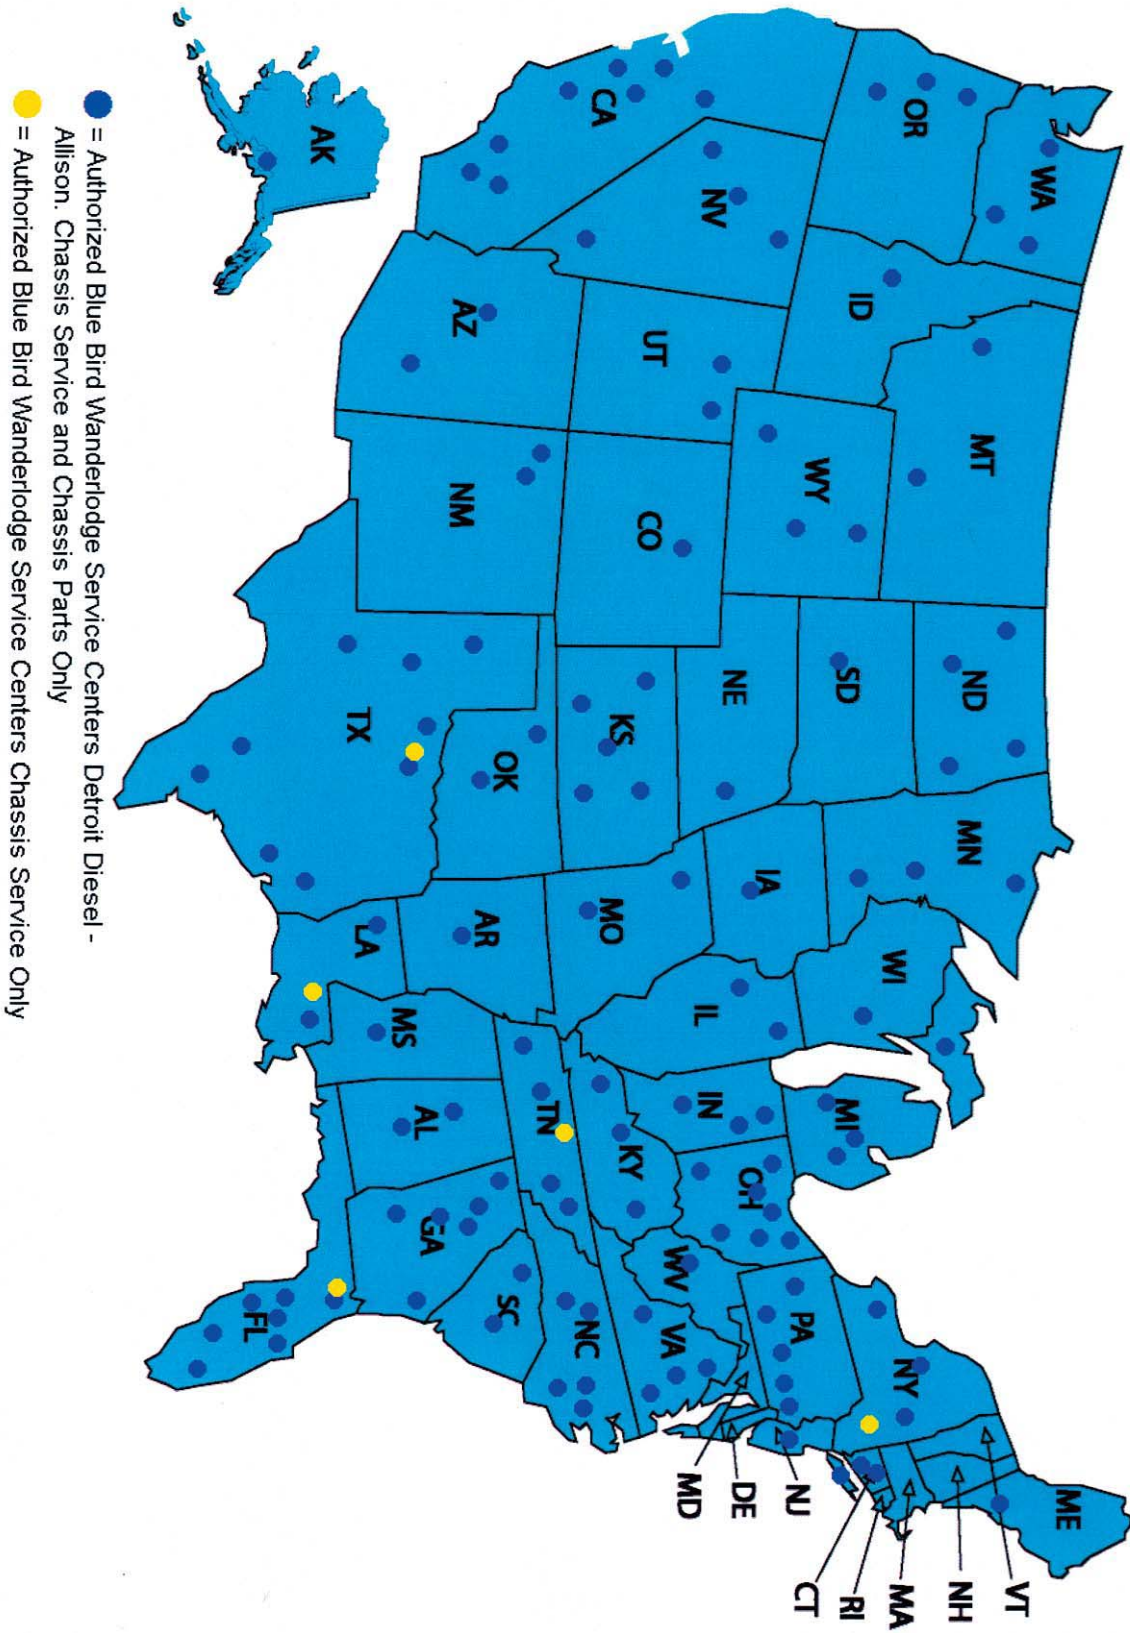 WA
OR
CA
NV
ID
MT
WY
UT
AZ
CO
NM
ND
SD
NE
KS
OK
TX
MN
IA
MO
AR
LA
WI
IL
MS
MI
IN
KY
TN
AL
OH
WV
VA
NC
SC
GA
FL
PA
NY
ME
VT
NH
MA
RI
CT
NJ
DE
MD
AK
= Authorized Blue Bird Wanderlodge Service Centers Detroit Diesel -
Allison. Chassis Service and Chassis Parts Only
= Authorized Blue Bird Wanderlodge Service Centers Chassis Service Only